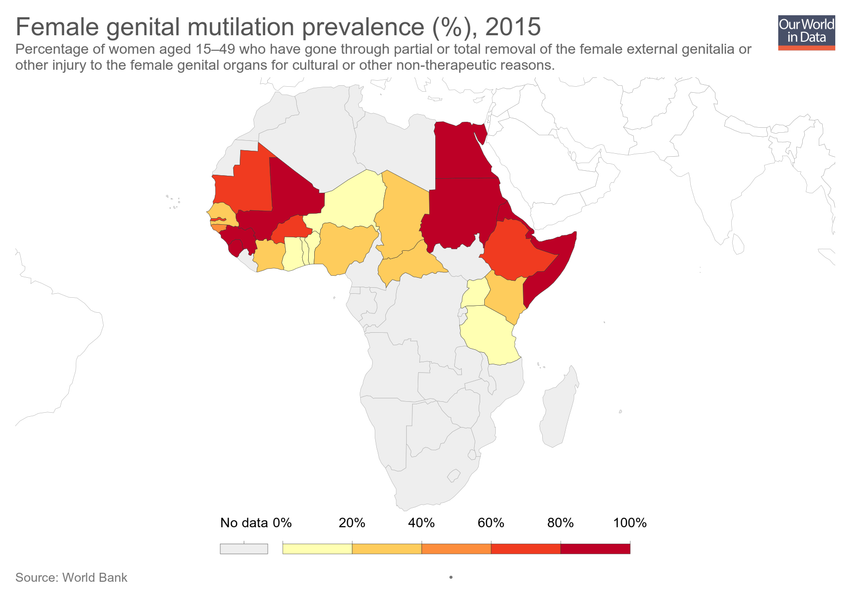 Female genital mutilation prevalence (%), 2015
Our World
in Data
Percentage of women aged 15–49 who have gone through partial or total removal of the female external genitalia or
other injury to the female genital organs for cultural or other non-therapeutic reasons.
No data 0% 20% 40% 60% 80% 100%
Source: World Bank